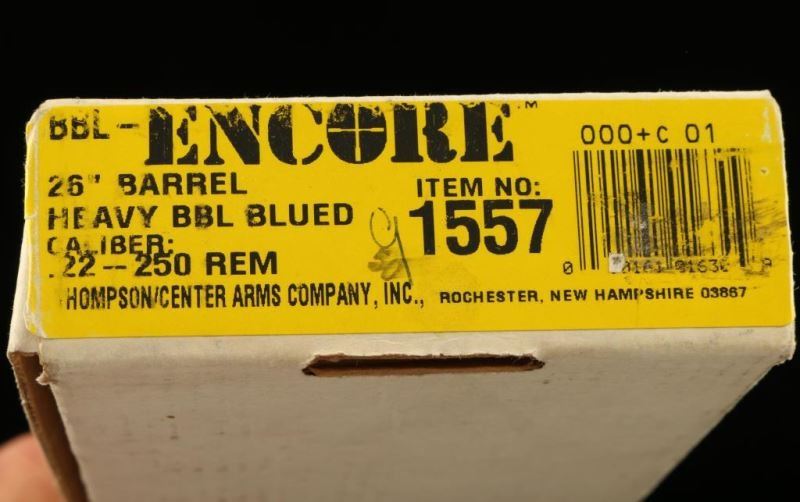 BBL-ENCORE™
000+C 01
26" BARREL
HEAVY BBL BLUED
ITEM NO:
1557
CALIBER:
.22-250 REM
HOMPSON/CENTER ARMS COMPANY, INC., ROCHESTER, NEW HAMPSHIRE 03867